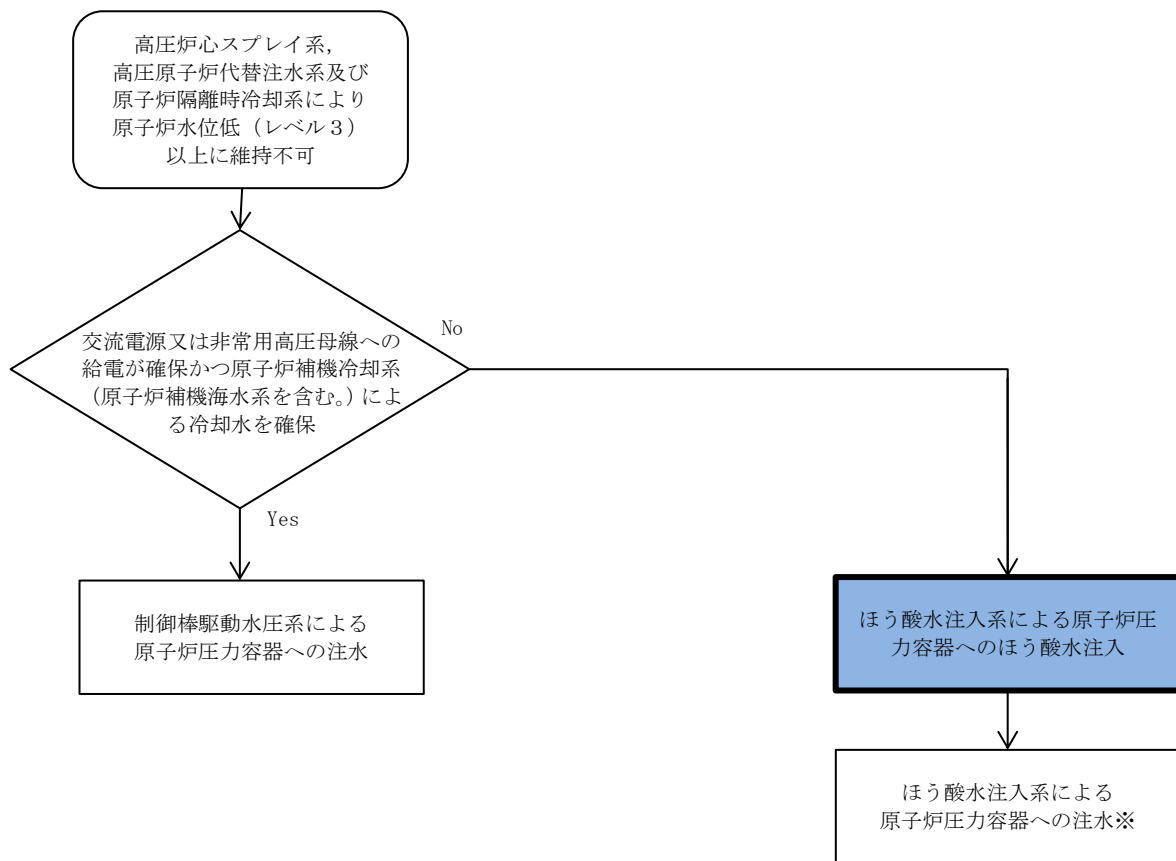 高圧炉心スプレイ系,
高圧原子炉代替注水系及び
原子炉隔離時冷却系により
原子炉水位低（レベル３）
以上に維持不可
交流電源又は非常用高圧母線への
給電が確保かつ原子炉補機冷却系
（原子炉補機海水系を含む。）によ
る冷却水を確保
No
Yes
制御棒駆動水圧系による
原子炉圧力容器への注水
ほう酸水注入系による原子炉圧
力容器へのほう酸水注入
ほう酸水注入系による
原子炉圧力容器への注水※